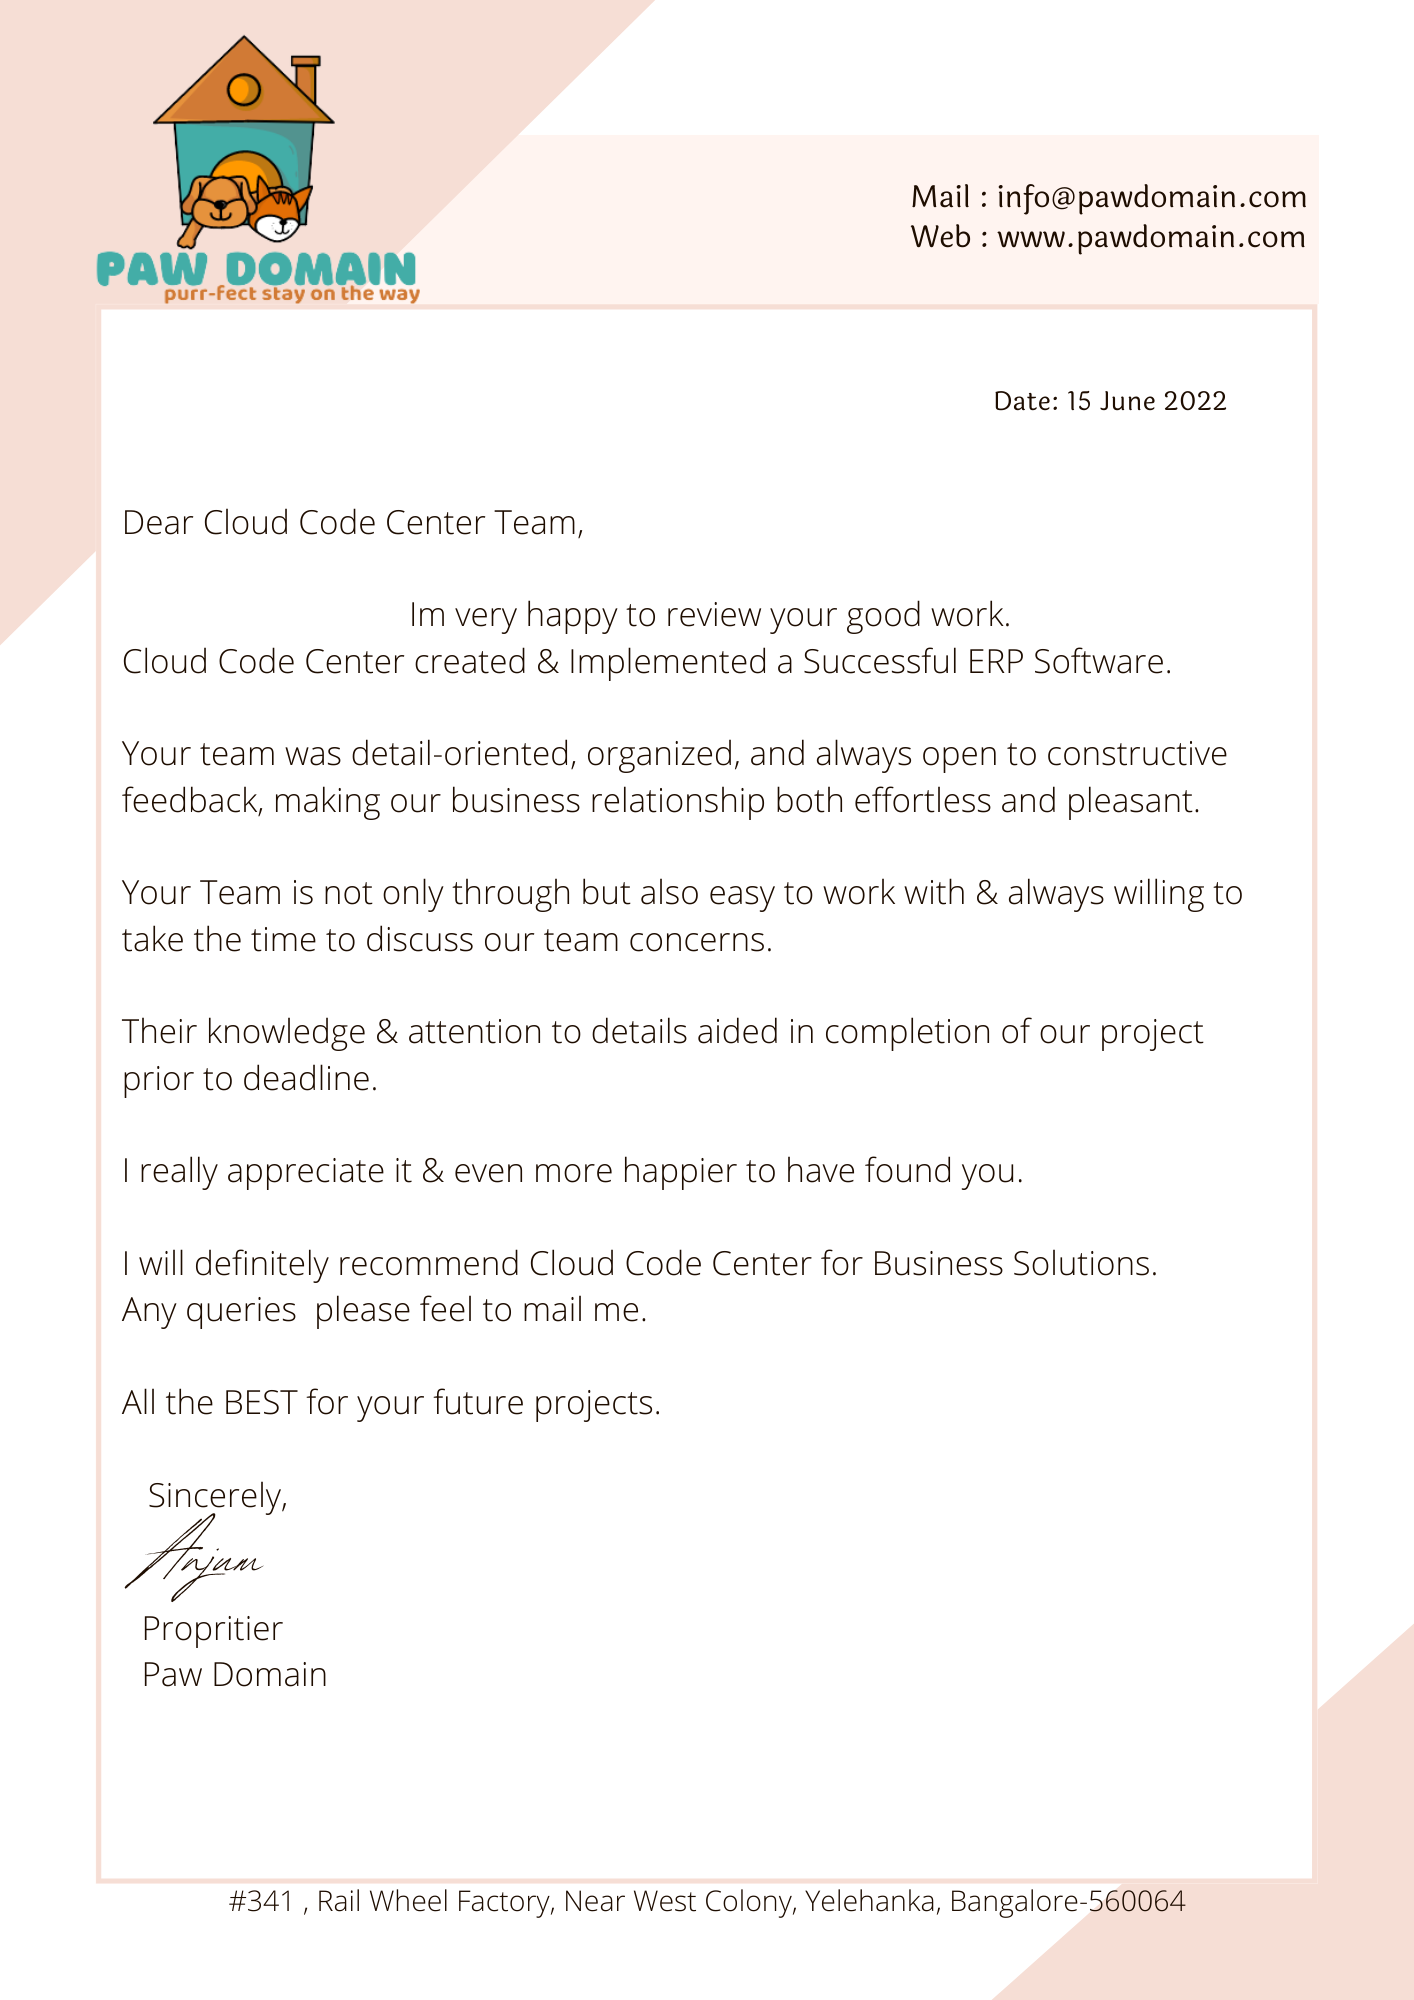 PAW DOMAIN
purr-fect stay on the way
Mail : info@pawdomain.com
Web : www.pawdomain.com
Date: 15 June 2022
Dear Cloud Code Center Team,
Im very happy to review your good work.
Cloud Code Center created & Implemented a Successful ERP Software.
Your team was detail-oriented, organized, and always open to constructive
feedback, making our business relationship both effortless and pleasant.
Your Team is not only through but also easy to work with & always willing to
take the time to discuss our team concerns.
Their knowledge & attention to details aided in completion of our project
prior to deadline.
I really appreciate it & even more happier to have found you.
I will definitely recommend Cloud Code Center for Business Solutions.
Any queries  please feel to mail me.
All the BEST for your future projects.
Sincerely,
Anjum
Propritier
Paw Domain
#341 , Rail Wheel Factory, Near West Colony, Yelehanka, Bangalore-560064